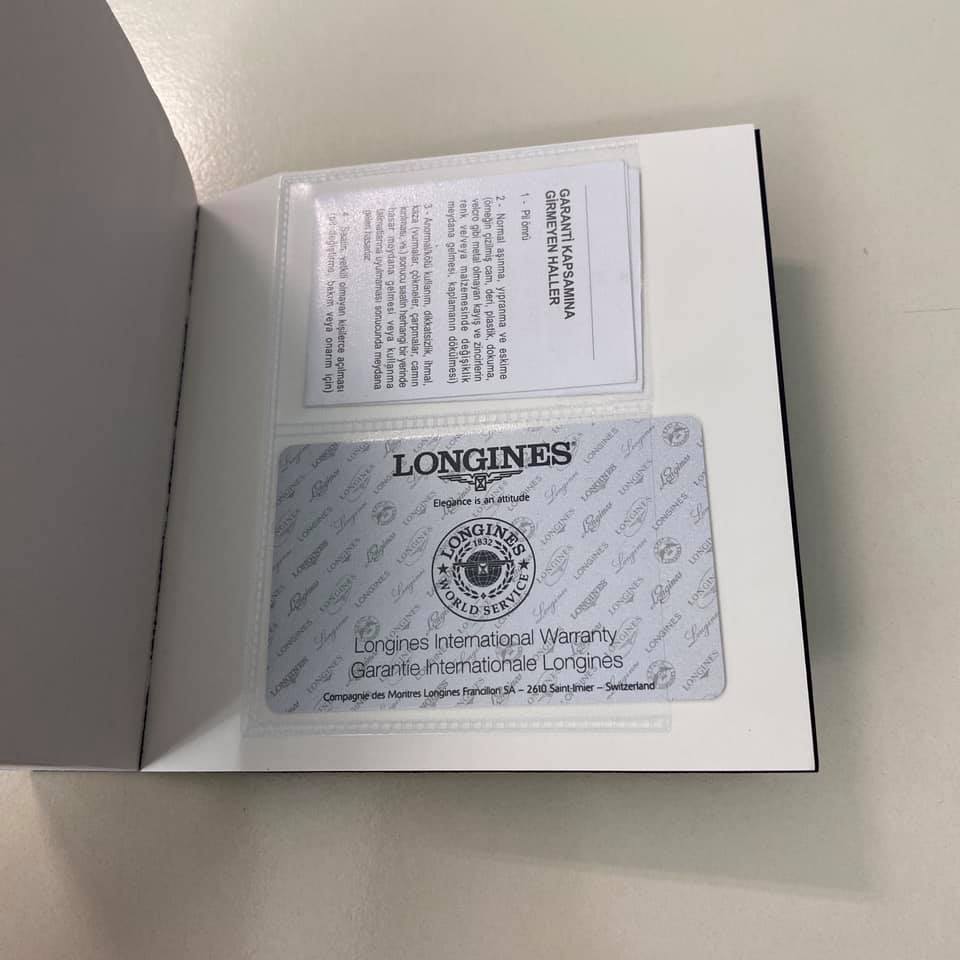 GARANTİ KAPSAMINA
GİRMEYEN HALLER
1 - Pil ömrü
2 - Normal aşınma, yıpranma ve eskime
(örneğin çizilmiş cam, deri, plastik, dokuma,
velcro gibi metal olmayan kayış ve zincirlerin
renk ve/veya malzemesinde değişiklik
meydana gelmesi, kaplamanın dökülmesi)
3 - Anormal/kötü kullanım, dikkatsizlik, ihmal,
kaza (vurmalar, çökmeler, çarpmalar, camın
kırılması, vs.) sonucu saatin herhangi bir yerinde
hasar meydana gelmesi veya kullanma
talimatlarına uyulmaması sonucunda meydana
gelen hasarlar.
4 - Saatin, yetkili olmayan kişilerce açılması
(pil değiştirme, bakım veya onarım için)
LONGINES
Elegance is an attitude
LONGINES
1832
WORLD SERVICE
Longines International Warranty
Garantie Internationale Longines
Compagnie des Montres Longines Francillon SA – 2610 Saint-Imier – Switzerland